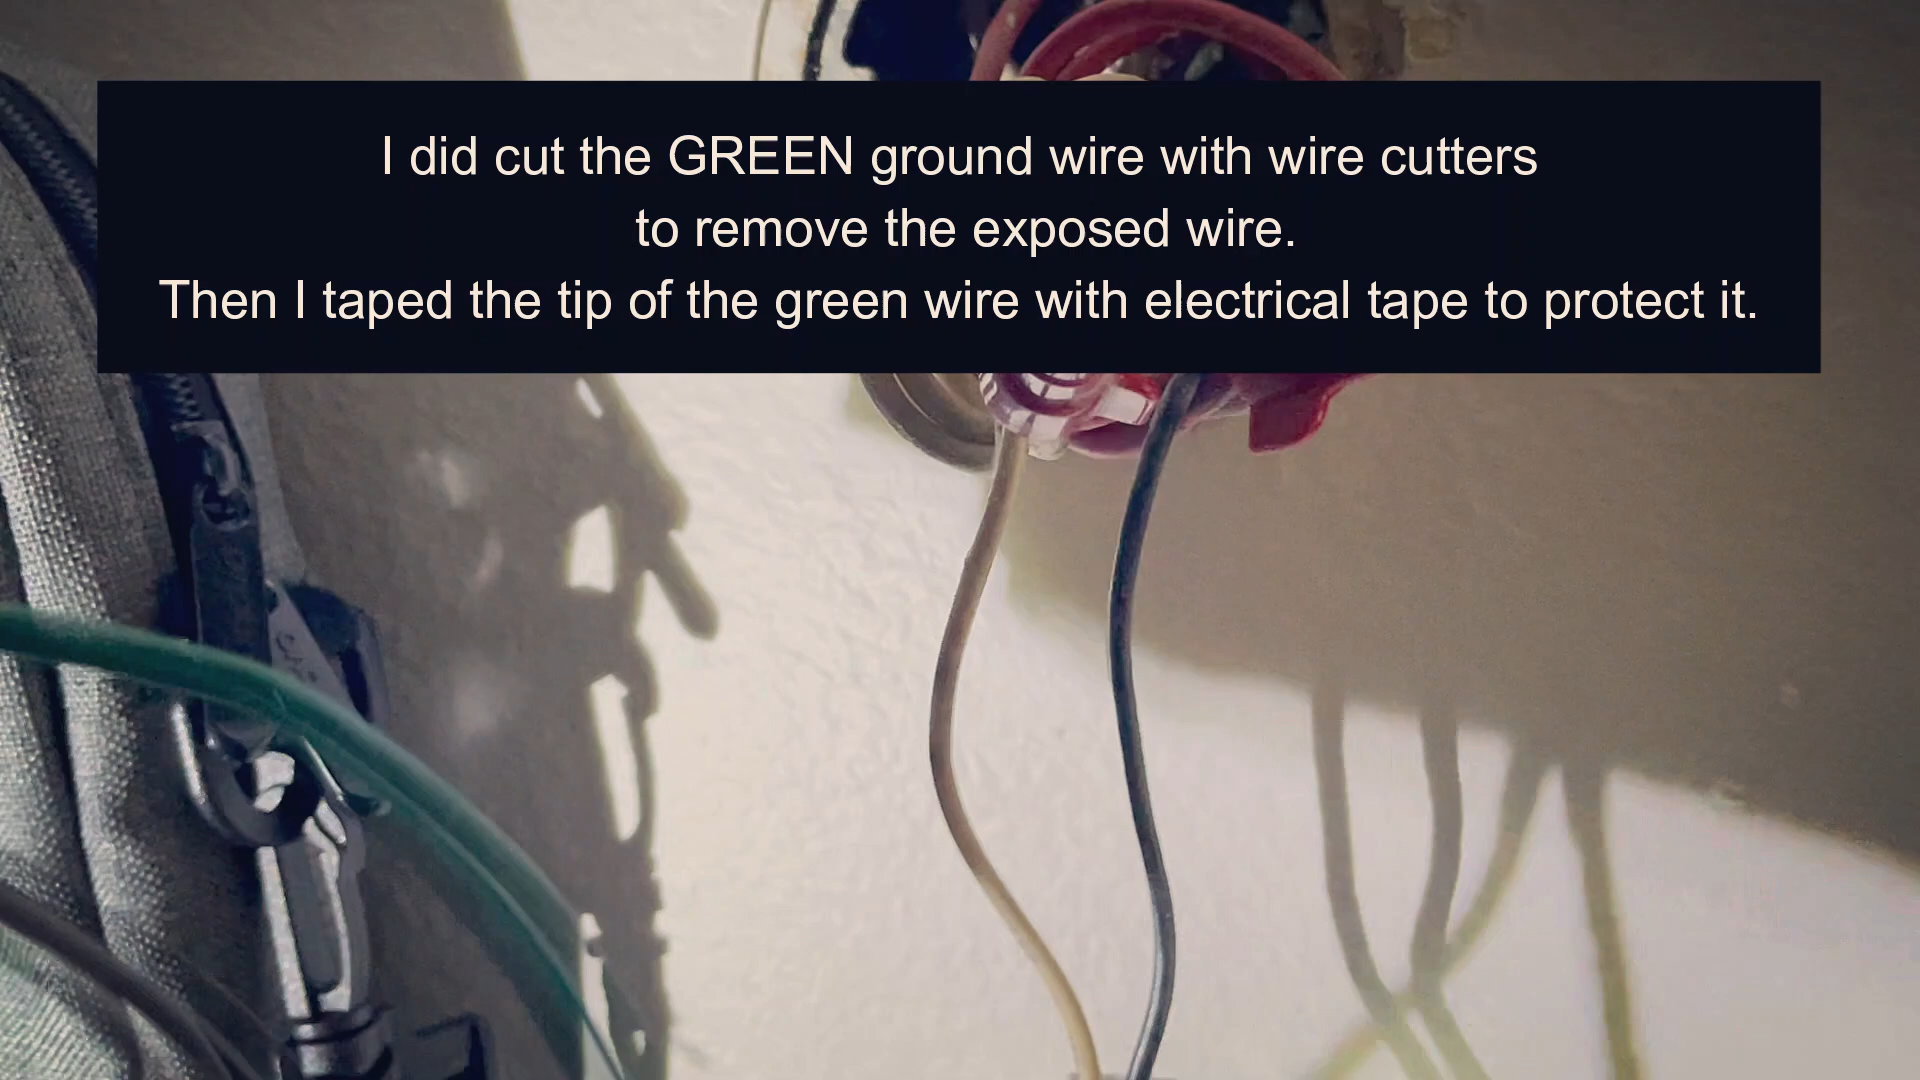 I did cut the GREEN ground wire with wire cutters
to remove the exposed wire.
Then I taped the tip of the green wire with electrical tape to protect it.